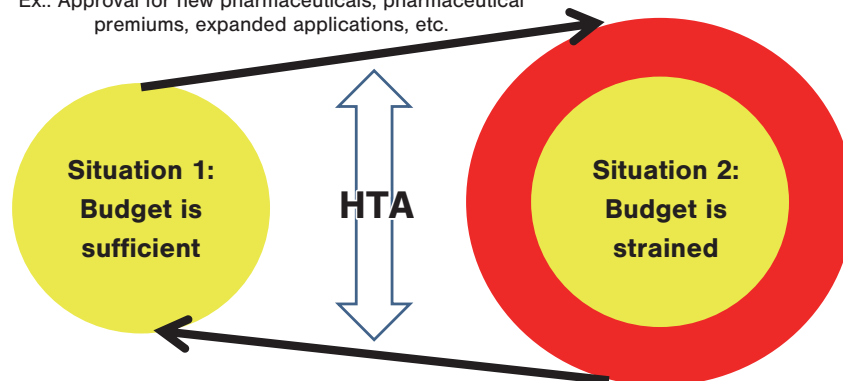 Ex.: Approval for new pharmaceuticals, pharmaceutical
premiums, expanded applications, etc.
Situation 1:
Budget is
sufficient
HTA
Situation 2:
Budget is
strained